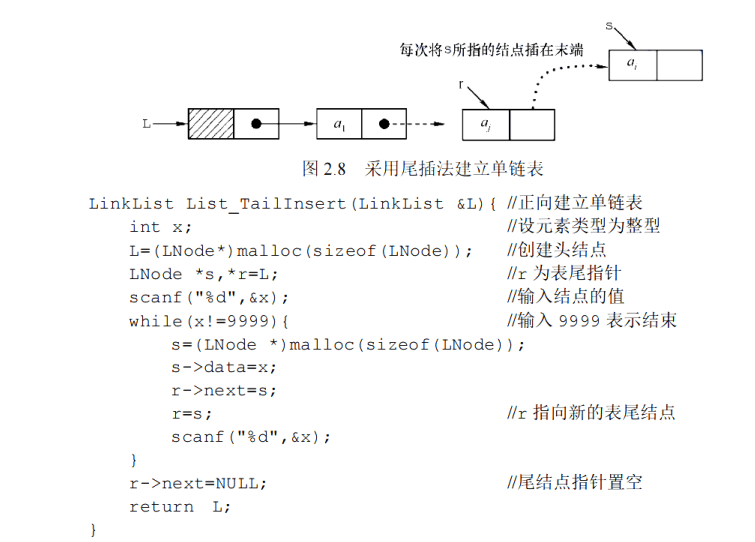 s
每次将s所指的结点插在末端
aᵢ
r
L
a₁
aⱼ
图 2.8 采用尾插法建立单链表
LinkList List_TailInsert(LinkList &L){ //正向建立单链表
    int x; //设元素类型为整型
    L=(LNode*)malloc(sizeof(LNode)); //创建头结点
    LNode *s,*r=L; //r 为表尾指针
    scanf("%d",&x); //输入结点的值
    while(x!=9999){ //输入 9999 表示结束
        s=(LNode *)malloc(sizeof(LNode));
        s->data=x;
        r->next=s;
        r=s; //r 指向新的表尾结点
        scanf("%d",&x);
    }
    r->next=NULL; //尾结点指针置空
    return L;
}